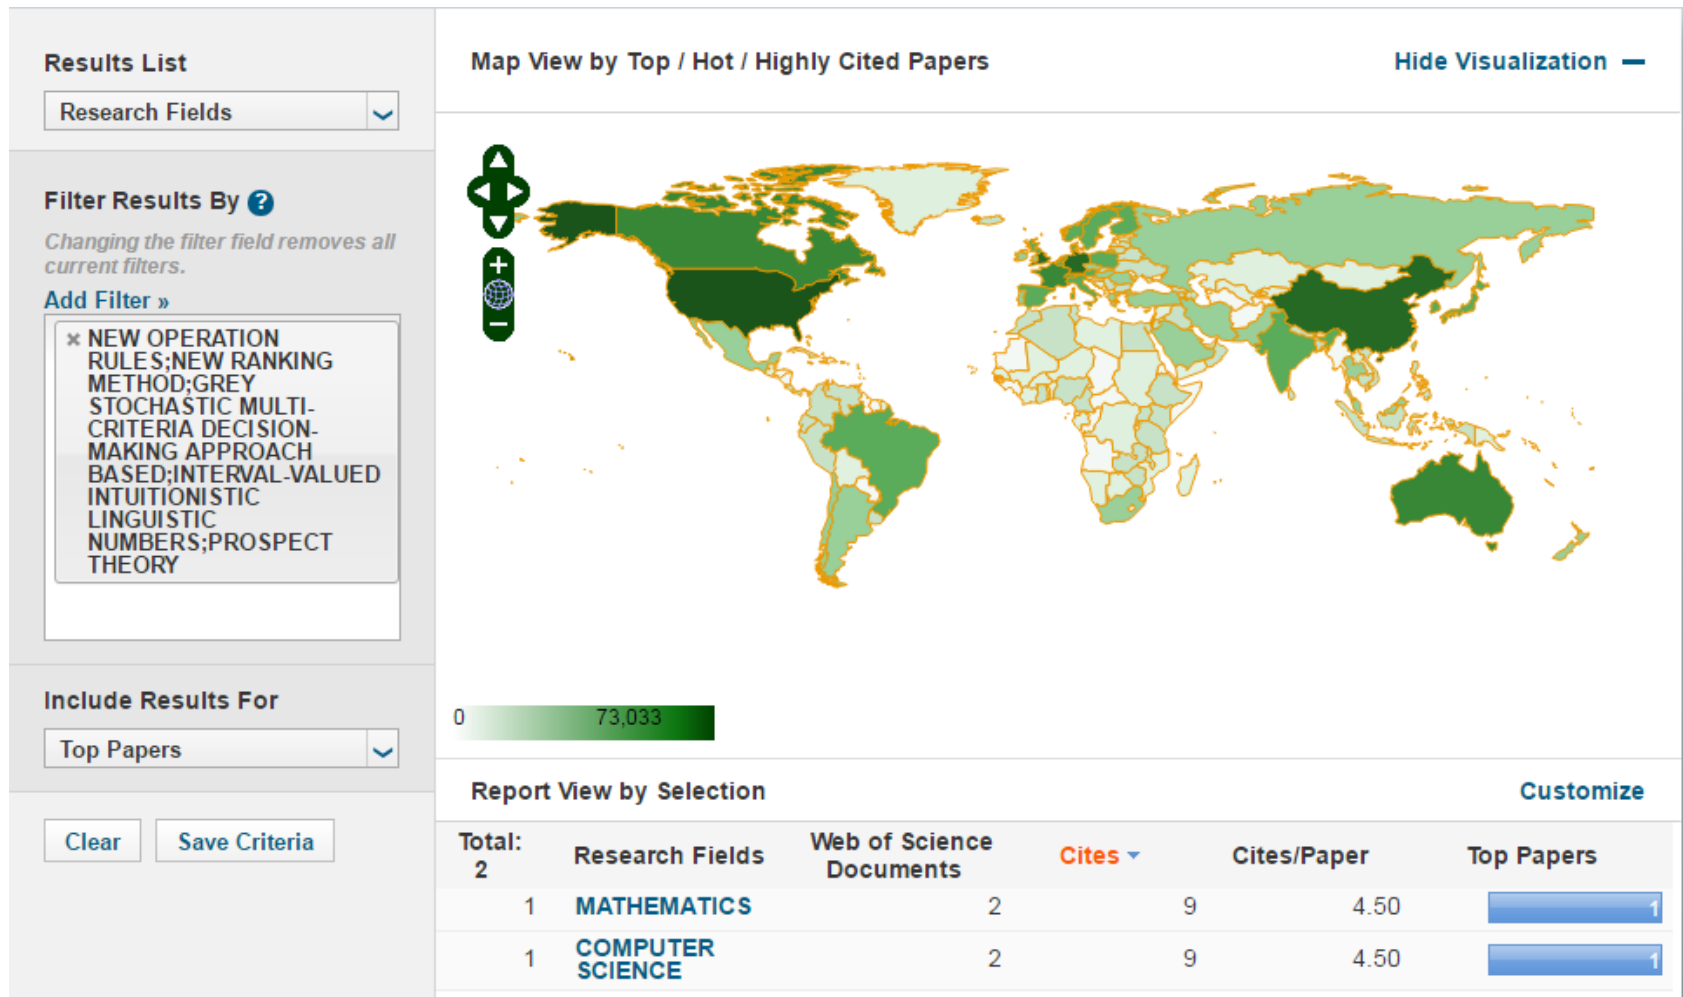 Results List
Research Fields
Filter Results By ?
Changing the filter field removes all
current filters.
Add Filter »
× NEW OPERATION
RULES;NEW RANKING
METHOD;GREY
STOCHASTIC MULTI-
CRITERIA DECISION-
MAKING APPROACH
BASED;INTERVAL-VALUED
INTUITIONISTIC
LINGUISTIC
NUMBERS;PROSPECT
THEORY
Include Results For
Top Papers
Clear
Save Criteria
Map View by Top / Hot / Highly Cited Papers
Hide Visualization —
+
−
0
73,033
Report View by Selection
Customize
Total:
2
Research Fields
Web of Science
Documents
Cites
Cites/Paper
Top Papers
1 MATHEMATICS 2 9 4.50 1
1 COMPUTER
SCIENCE 2 9 4.50 1